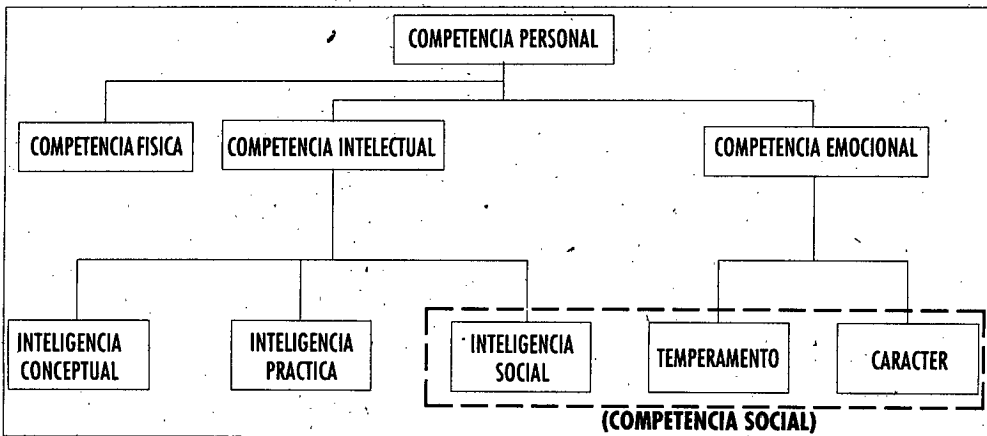 COMPETENCIA PERSONAL
COMPETENCIA FISICA
COMPETENCIA INTELECTUAL
COMPETENCIA EMOCIONAL
INTELIGENCIA
CONCEPTUAL
INTELIGENCIA
PRACTICA
INTELIGENCIA
SOCIAL
TEMPERAMENTO
CARACTER
(COMPETENCIA SOCIAL)